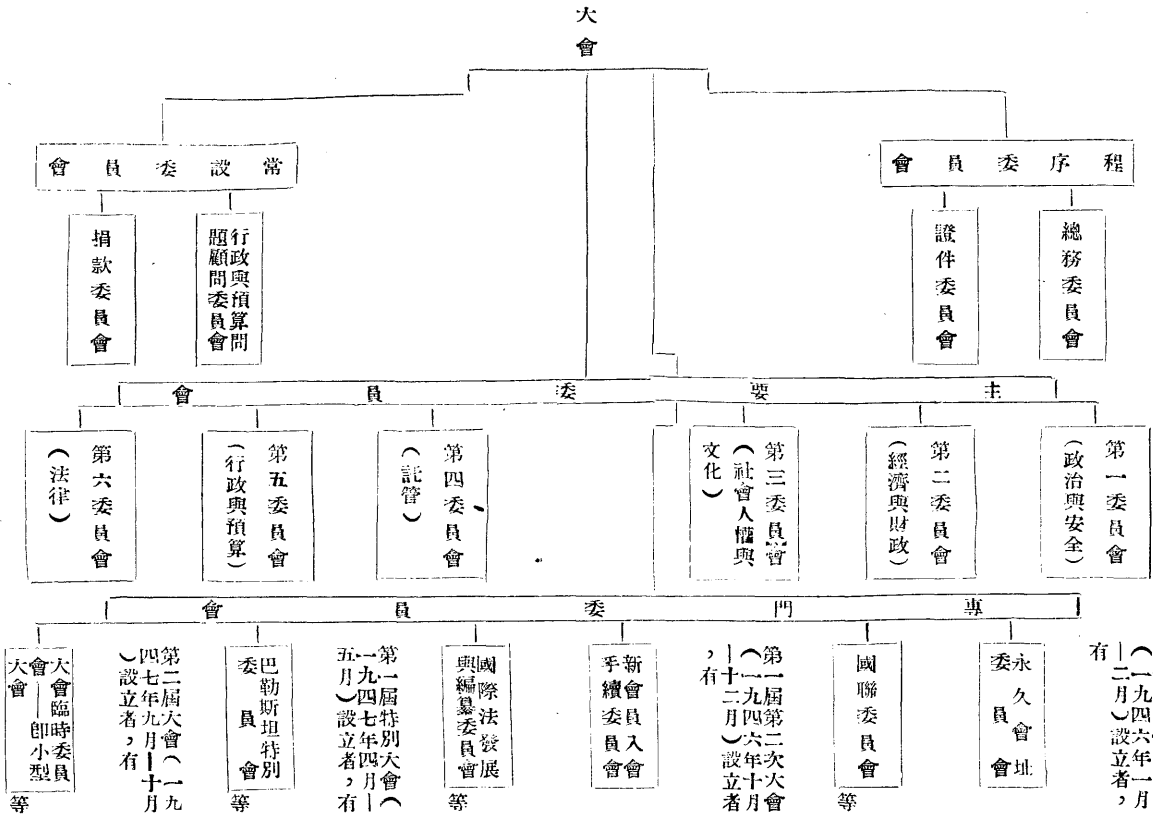 大會
程序委員會
總務委員會
證件委員會
常設委員會
行政與預算問
題顧問委員會
捐款委員會
主要委員會
第一委員會
(政治與安全)
第二委員會
(經濟與財政)
第三委員會
(社會人權與
文化)
第四委員會
(託管)
第五委員會
(行政與預算)
第六委員會
(法律)
專門委員會
(一九四六年一月
—二月)設立者,
有
永久會址
委員會
國聯委員會
等
第一屆第二次大會
(一九四六年十月
—十二月)設立者
,有
新會員入會
手續委員會
國際法發展
與編纂委員會
等
第一屆特別大會(
一九四七年四月—
五月)設立者,有
巴勒斯坦特別
委員會
等
第二屆大會(一九
四七年九月—十月
)設立者,有
大會臨時委員
會——卽小型
大會
等